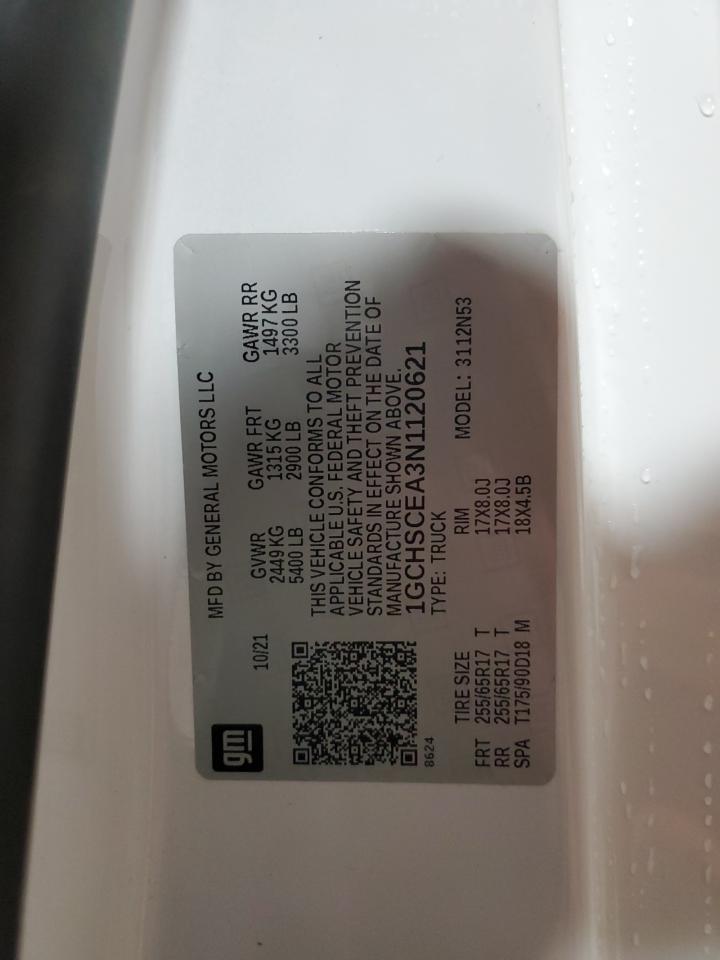 gm
MFD BY GENERAL MOTORS LLC
10/21
GVWR GAWR FRT GAWR RR
2449 KG 1315 KG 1497 KG
5400 LB 2900 LB 3300 LB
THIS VEHICLE CONFORMS TO ALL
APPLICABLE U.S. FEDERAL MOTOR
VEHICLE SAFETY AND THEFT PREVENTION
STANDARDS IN EFFECT ON THE DATE OF
MANUFACTURE SHOWN ABOVE.
1GCHSCEA3N1120621
8624
TYPE: TRUCK
TIRE SIZE RIM MODEL: 3112N53
FRT 255/65R17 T 17X8.0J
RR 255/65R17 T 17X8.0J
SPA T175/90D18 M 18X4.5B